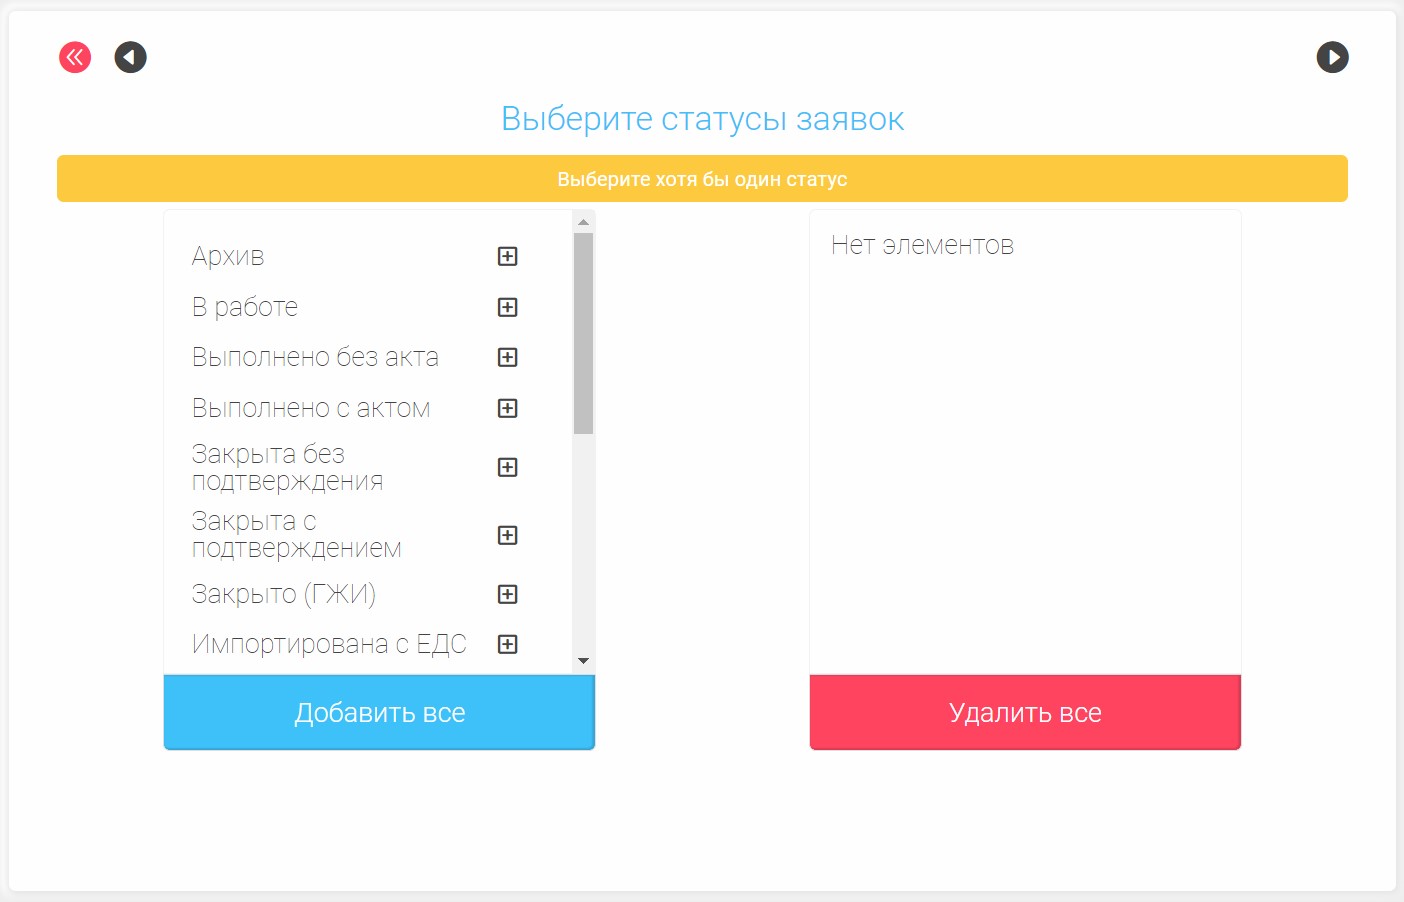 Выберите статусы заявок
Выберите хотя бы один статус
Архив
В работе
Выполнено без акта
Выполнено с актом
Закрыта без
подтверждения
Закрыта с
подтверждением
Закрыто (ГЖИ)
Импортирована с ЕДС
Добавить все
Нет элементов
Удалить все